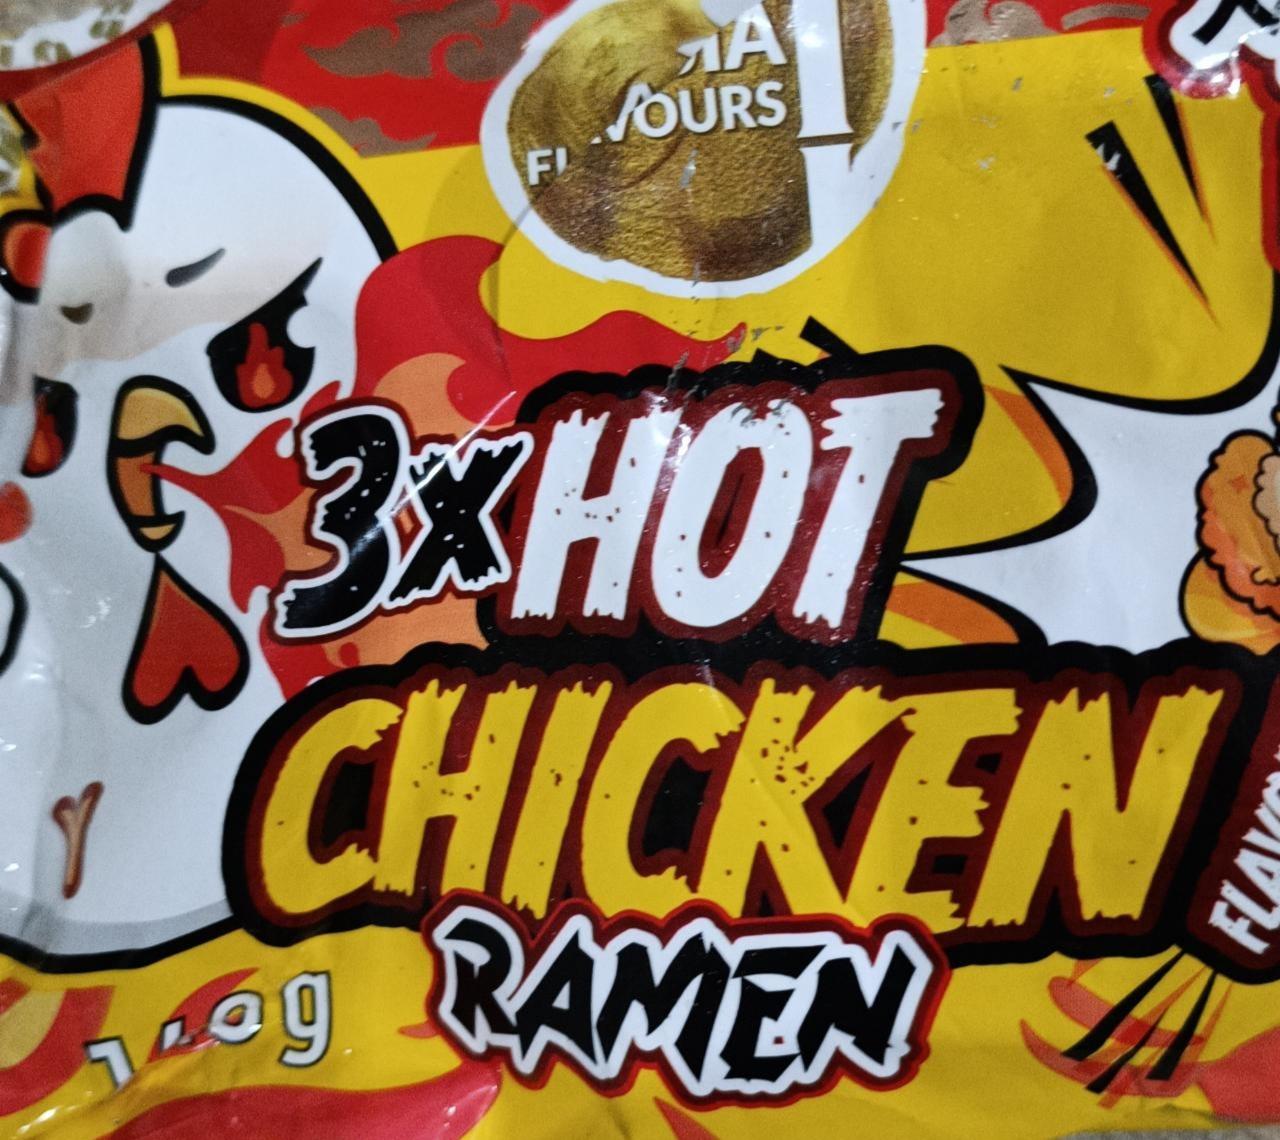 FLAVOURS
3x HOT
CHICKEN
RAMEN